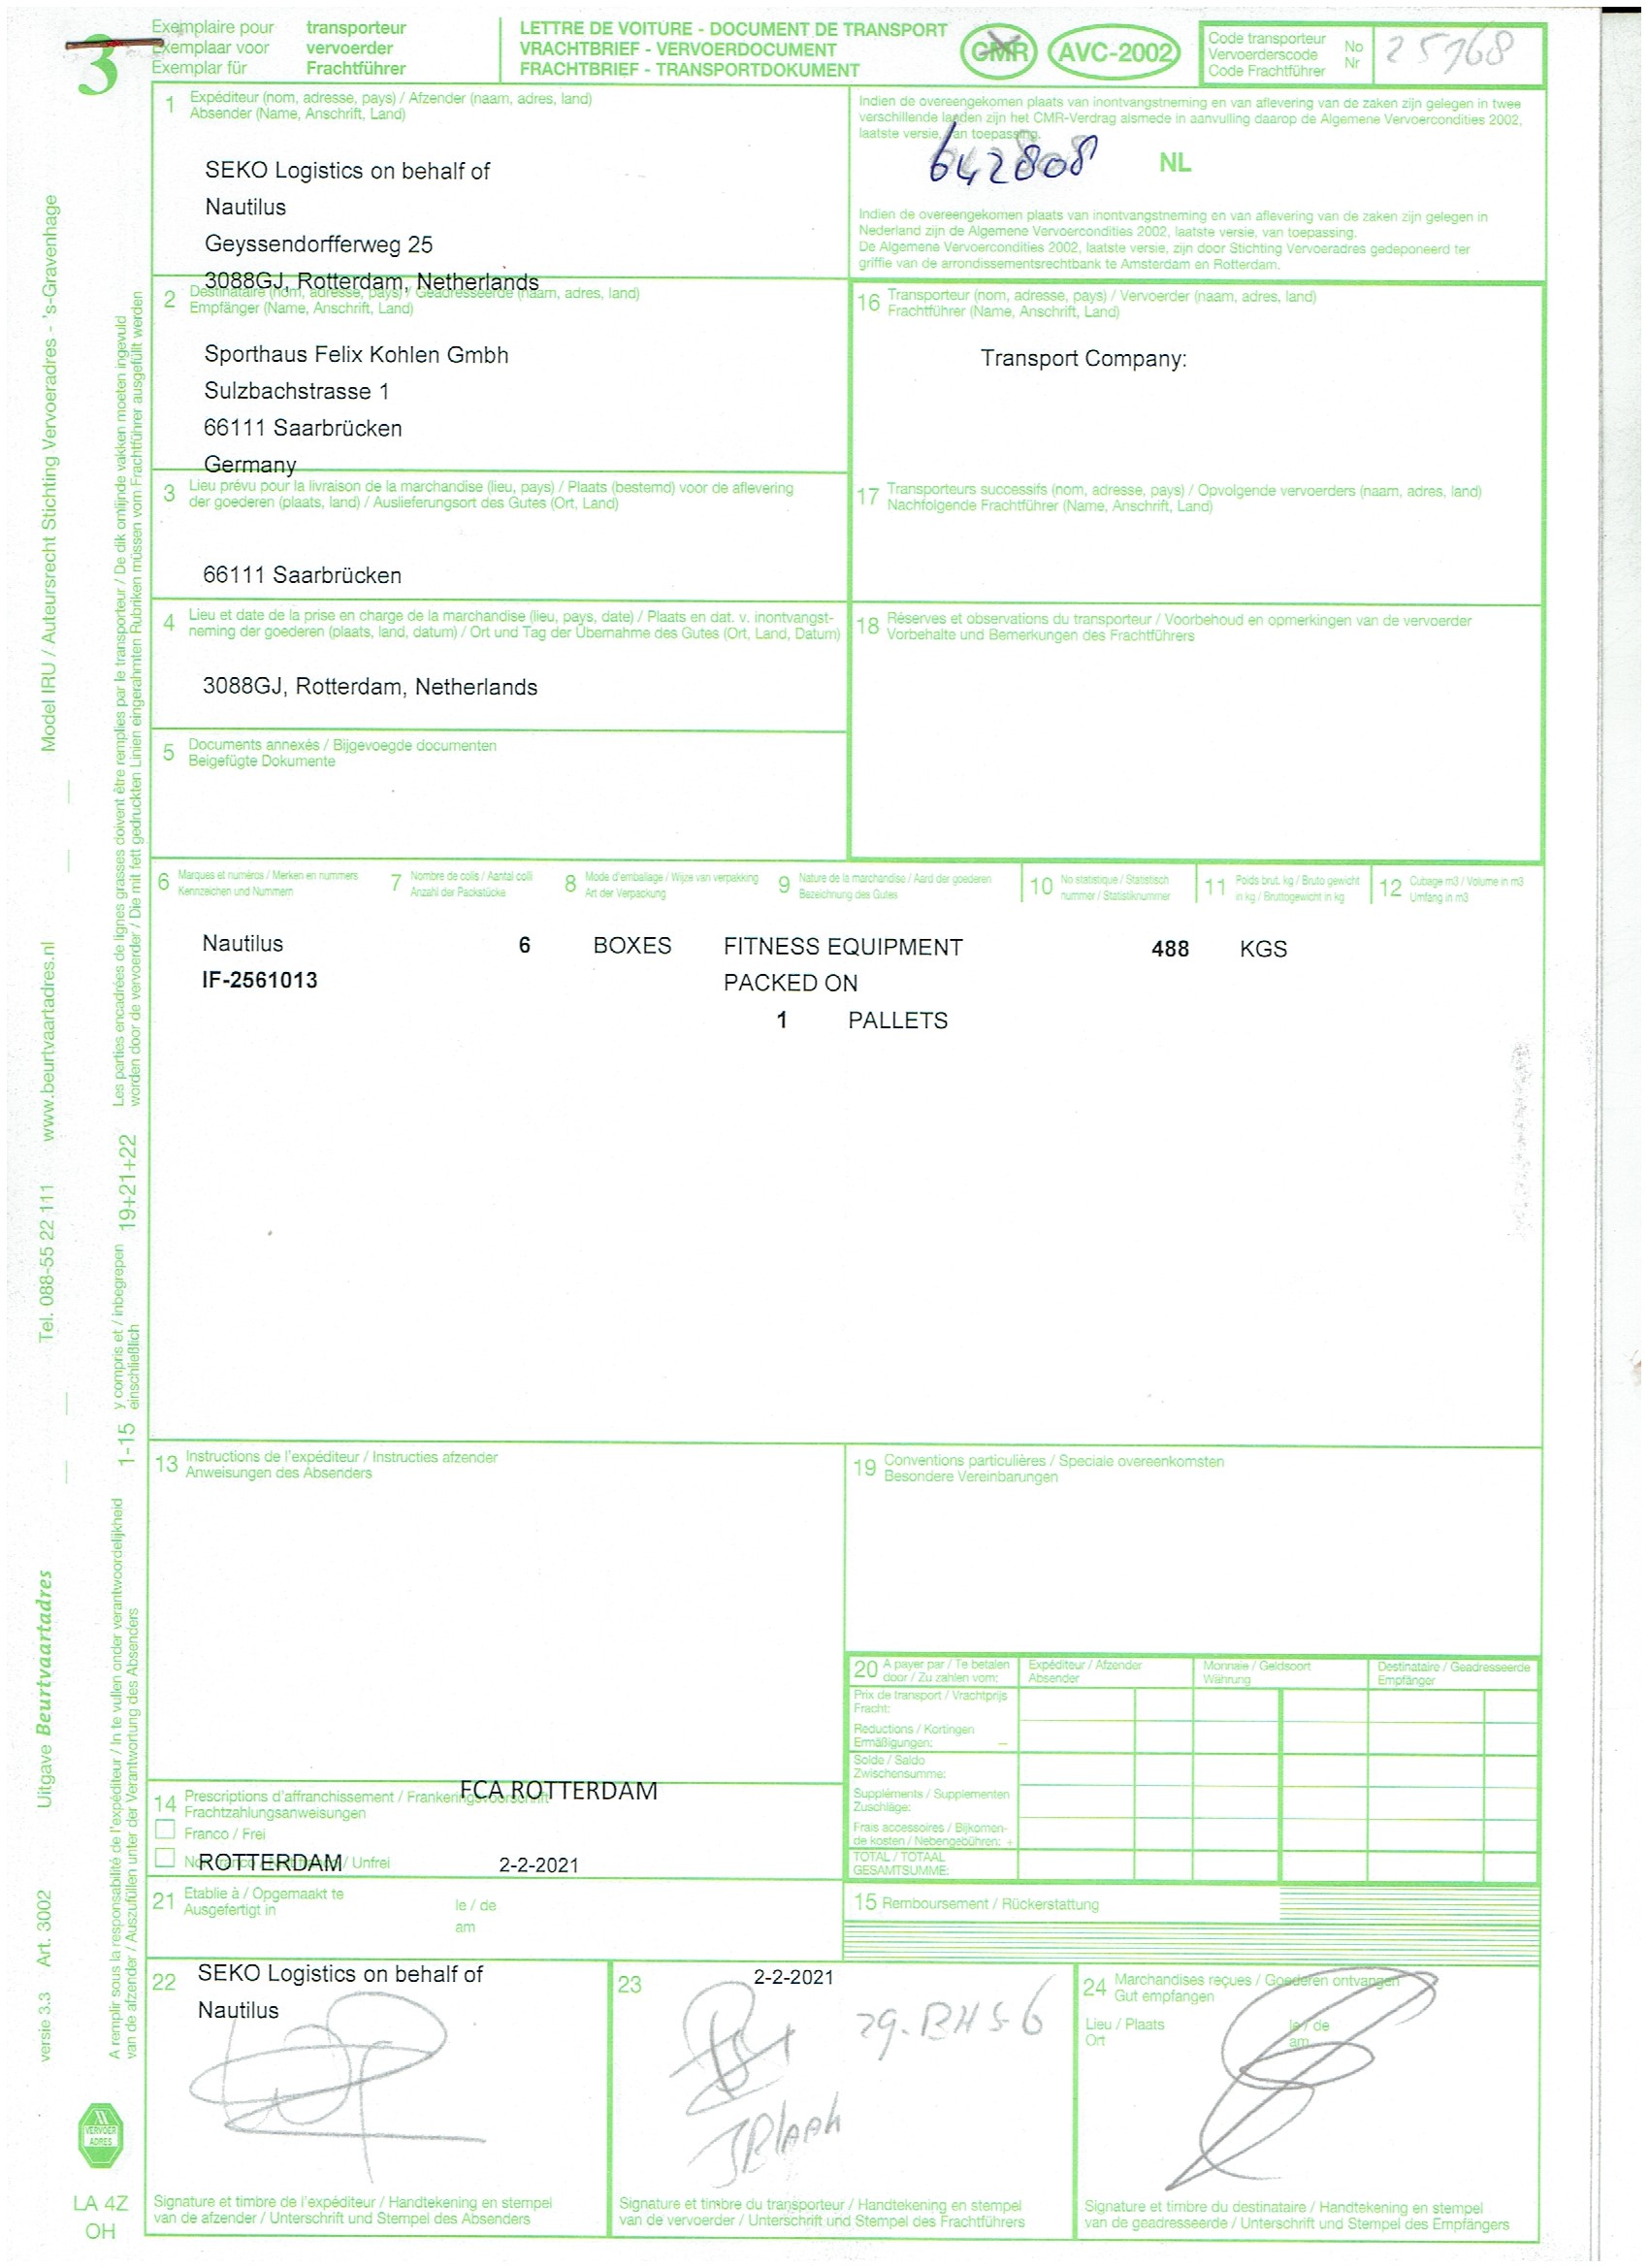 3
Exemplaire pour transporteur
Exemplaar voor vervoerder
Exemplar für Frachtführer
LETTRE DE VOITURE - DOCUMENT DE TRANSPORT
VRACHTBRIEF - VERVOERDOCUMENT
FRACHTBRIEF - TRANSPORTDOKUMENT
CMR
AVC-2002
Code transporteur
Vervoerderscode
Code Frachtführer
No
Nr
25768
1 Expéditeur (nom, adresse, pays) / Afzender (naam, adres, land)
Absender (Name, Anschrift, Land)
SEKO Logistics on behalf of
Nautilus
Geyssendorfferweg 25
3088GJ, Rotterdam, Netherlands
Indien de overeengekomen plaats van inontvangstneming en van aflevering van de zaken zijn gelegen in twee
verschillende landen zijn het CMR-Verdrag alsmede in aanvulling daarop de Algemene Vervoercondities 2002,
laatste versie, van toepassing.
642808
NL
Indien de overeengekomen plaats van inontvangstneming en van aflevering van de zaken zijn gelegen in
Nederland zijn de Algemene Vervoercondities 2002, laatste versie, van toepassing.
De Algemene Vervoercondities 2002, laatste versie, zijn door Stichting Vervoeradres gedeponeerd ter
griffie van de arrondissementsrechtbank te Amsterdam en Rotterdam.
2 Destinataire (nom, adresse, pays) / Geadresseerde (naam, adres, land)
Empfänger (Name, Anschrift, Land)
Sporthaus Felix Kohlen Gmbh
Sulzbachstrasse 1
66111 Saarbrücken
Germany
16 Transporteur (nom, adresse, pays) / Vervoerder (naam, adres, land)
Frachtführer (Name, Anschrift, Land)
Transport Company:
3 Lieu prévu pour la livraison de la marchandise (lieu, pays) / Plaats (bestemd) voor de aflevering
der goederen (plaats, land) / Auslieferungsort des Gutes (Ort, Land)
66111 Saarbrücken
17 Transporteurs successifs (nom, adresse, pays) / Opvolgende vervoerders (naam, adres, land)
Nachfolgende Frachtführer (Name, Anschrift, Land)
4 Lieu et date de la prise en charge de la marchandise (lieu, pays, date) / Plaats en dat. v. inontvangst-
neming der goederen (plaats, land, datum) / Ort und Tag der Übernahme des Gutes (Ort, Land, Datum)
3088GJ, Rotterdam, Netherlands
18 Réserves et observations du transporteur / Voorbehoud en opmerkingen van de vervoerder
Vorbehalte und Bemerkungen des Frachtführers
5 Documents annexés / Bijgevoegde documenten
Beigefügte Dokumente
6 Marques et numéros / Merken en nummers
Kennzeichen und Nummern
7 Nombre de colis / Aantal colli
Anzahl der Packstücke
8 Mode d'emballage / Wijze van verpakking
Art der Verpackung
9 Nature de la marchandise / Aard der goederen
Bezeichnung des Gutes
10 No statistique / Statistisch
nummer / Statistiknummer
11 Poids brut, kg / Bruto gewicht
in kg / Bruttogewicht in kg
12 Cubage m3 / Volume in m3
Umfang in m3
Nautilus 6 BOXES FITNESS EQUIPMENT 488 KGS
IF-2561013 PACKED ON
1 PALLETS
13 Instructions de l'expéditeur / Instructies afzender
Anweisungen des Absenders
19 Conventions particulières / Speciale overeenkomsten
Besondere Vereinbarungen
20 A payer par / Te betalen
door / Zu zahlen vom:
Expéditeur / Afzender
Absender
Monnaie / Geldsoort
Währung
Destinataire / Geadresseerde
Empfänger
Prix de transport / Vrachtprijs
Fracht:
Reductions / Kortingen
Ermäßigungen: –
Solde / Saldo
Zwischensumme:
Suppléments / Supplementen
Zuschläge:
Frais accessoires / Bijkomen-
de kosten / Nebengebühren: +
TOTAL / TOTAAL
GESAMTSUMME:
14 Prescriptions d'affranchissement / Frankeringsvoorschrift
Frachtzahlungsanweisungen
FCA ROTTERDAM
Franco / Frei
Non franco / Unfrei
ROTTERDAM 2-2-2021
21 Etablie à / Opgemaakt te
Ausgefertigt in
le / de
am
15 Remboursement / Rückerstattung
22 SEKO Logistics on behalf of
Nautilus
Signature et timbre de l'expéditeur / Handtekening en stempel
van de afzender / Unterschrift und Stempel des Absenders
23 2-2-2021
29-BHS-6
Signature et timbre du transporteur / Handtekening en stempel
van de vervoerder / Unterschrift und Stempel des Frachtführers
24 Marchandises reçues / Goederen ontvangen
Gut empfangen
Lieu / Plaats
Ort
le / de
am
Signature et timbre du destinataire / Handtekening en stempel
van de geadresseerde / Unterschrift und Stempel des Empfängers
Model IRU / Auteursrecht Stichting Vervoeradres - 's-Gravenhage
www.beurtvaartadres.nl
Tel. 088-55 22 111
Uitgave Beurtvaartadres
Art. 3002
versie 3.3
Les parties encadrées de lignes grasses doivent être remplies par le transporteur / De dik omlijnde vakken moeten ingevuld
worden door de vervoerder / Die mit fett gedruckten Linien eingerahmten Rubriken müssen vom Frachtführer ausgefüllt werden
19+21+22
y compris et / inbegrepen
einschließlich
1-15
A remplir sous la responsabilité de l'expéditeur / In te vullen onder verantwoordelijkheid
van de afzender / Auszufüllen unter der Verantwortung des Absenders
VERVOER
ADRES
LA 4Z
OH